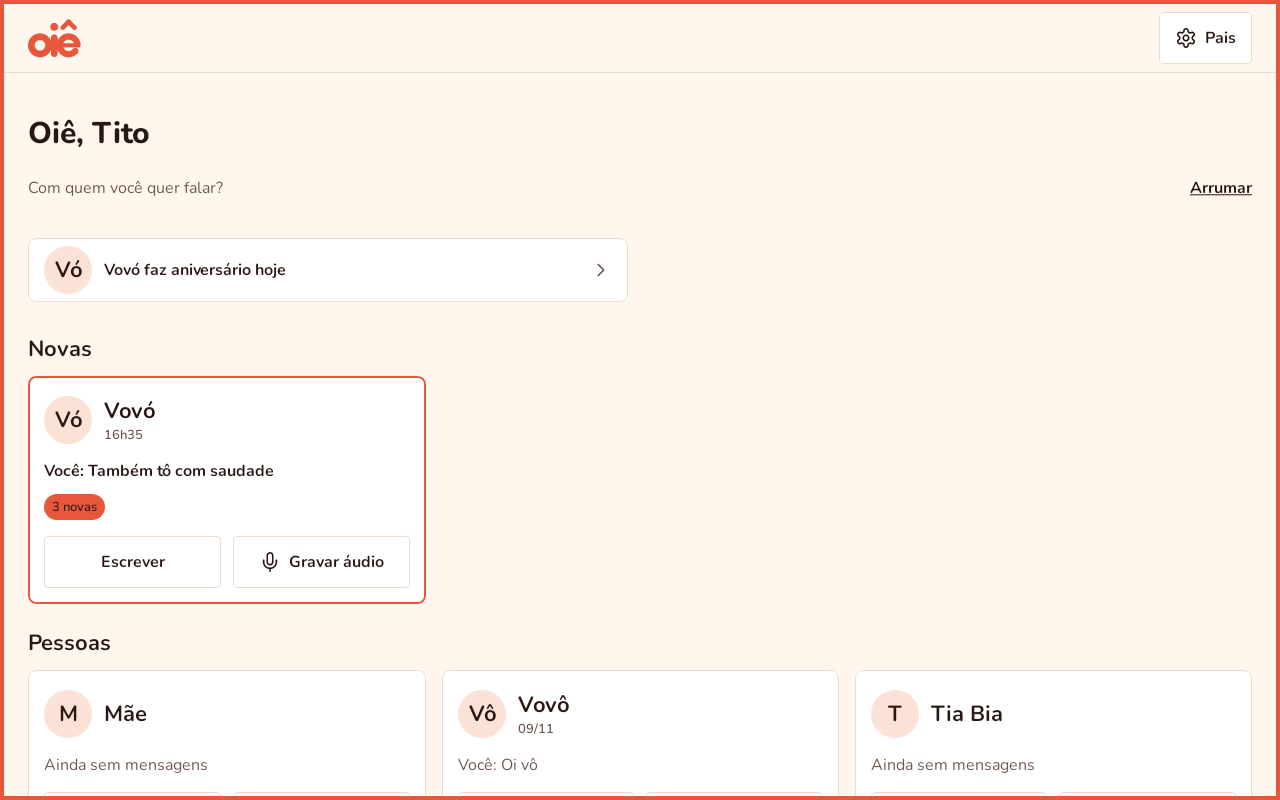 oiê
Pais
Oiê, Tito
Com quem você quer falar?
Arrumar
Vó
Vovó faz aniversário hoje
Novas
Vó
Vovó
16h35
Você: Também tô com saudade
3 novas
Escrever
Gravar áudio
Pessoas
M
Mãe
Ainda sem mensagens
Vô
Vovô
09/11
Você: Oi vô
T
Tia Bia
Ainda sem mensagens